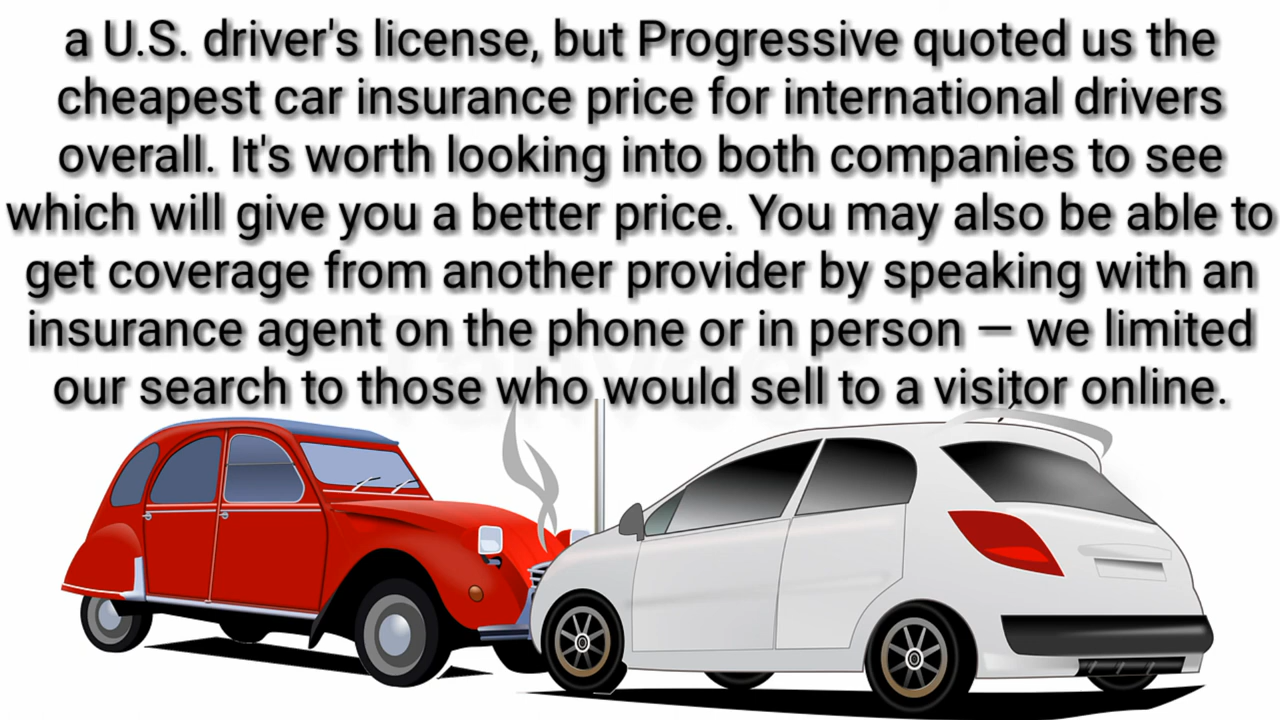 a U.S. driver's license, but Progressive quoted us the
cheapest car insurance price for international drivers
overall. It's worth looking into both companies to see
which will give you a better price. You may also be able to
get coverage from another provider by speaking with an
insurance agent on the phone or in person — we limited
our search to those who would sell to a visitor online.